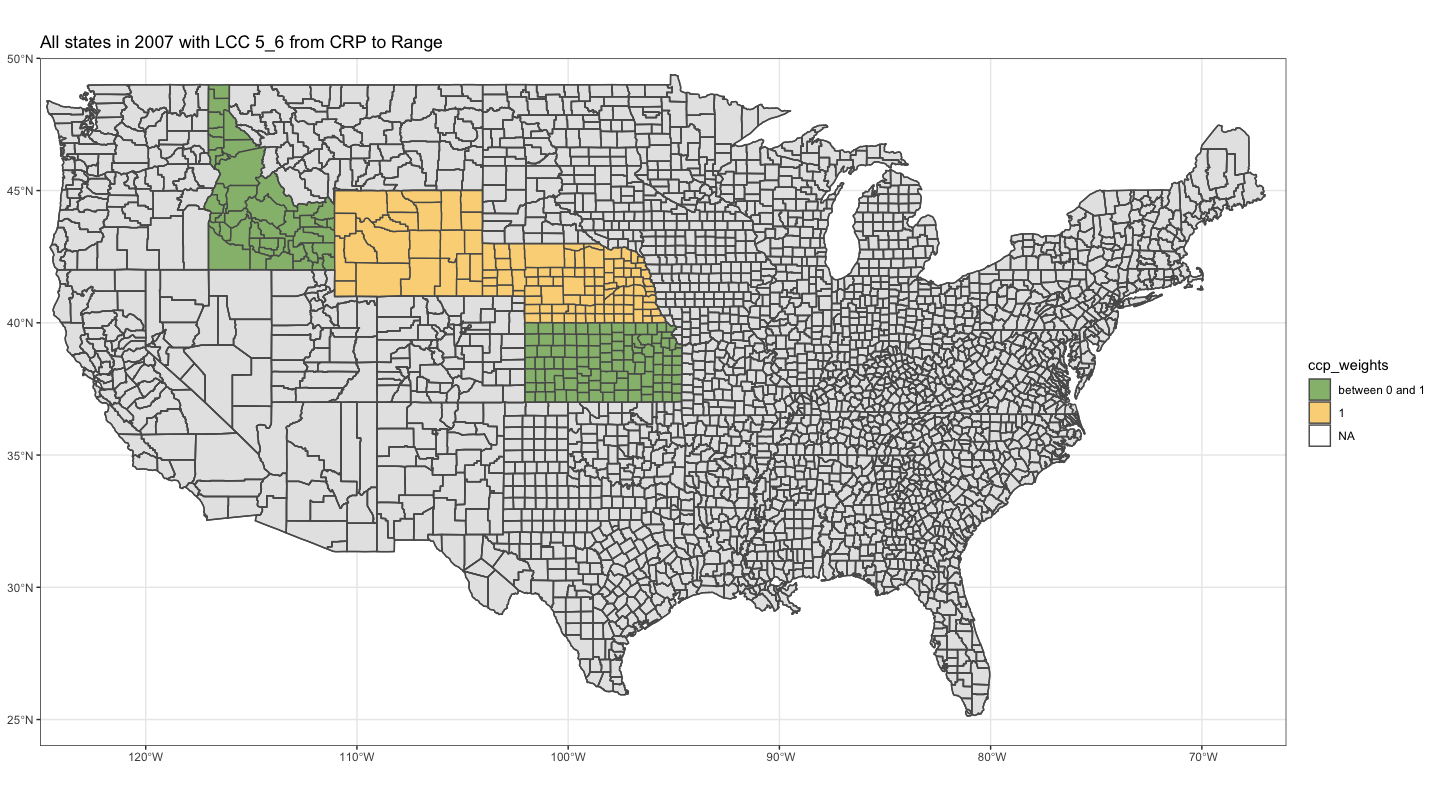 All states in 2007 with LCC 5_6 from CRP to Range
50°N
45°N
40°N
35°N
30°N
25°N
120°W
110°W
100°W
90°W
80°W
70°W
ccp_weights
between 0 and 1
1
NA